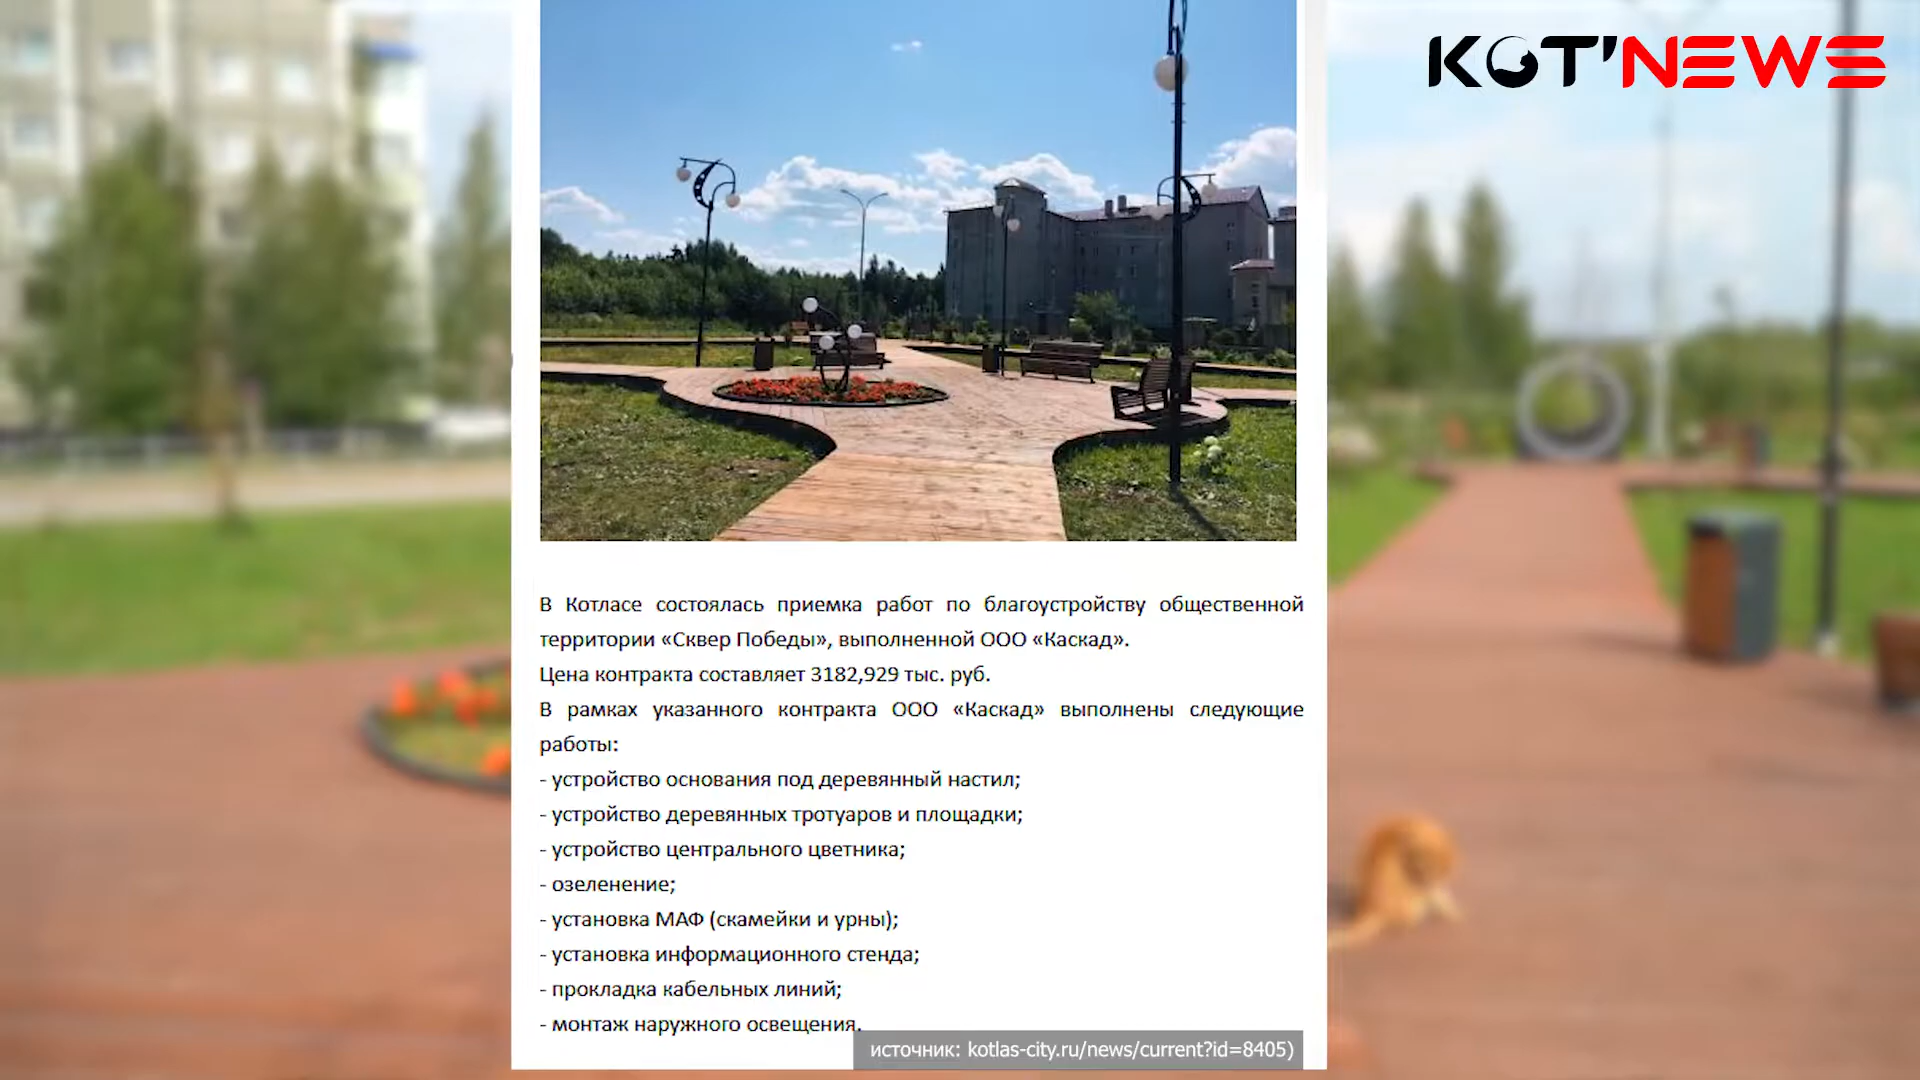 KOT'NEWS
В Котласе состоялась приемка работ по благоустройству общественной
территории «Сквер Победы», выполненной ООО «Каскад».
Цена контракта составляет 3182,929 тыс. руб.
В рамках указанного контракта ООО «Каскад» выполнены следующие
работы:
- устройство основания под деревянный настил;
- устройство деревянных тротуаров и площадки;
- устройство центрального цветника;
- озеленение;
- установка МАФ (скамейки и урны);
- установка информационного стенда;
- прокладка кабельных линий;
- монтаж наружного освещения.
источник: kotlas-city.ru/news/current?id=8405)